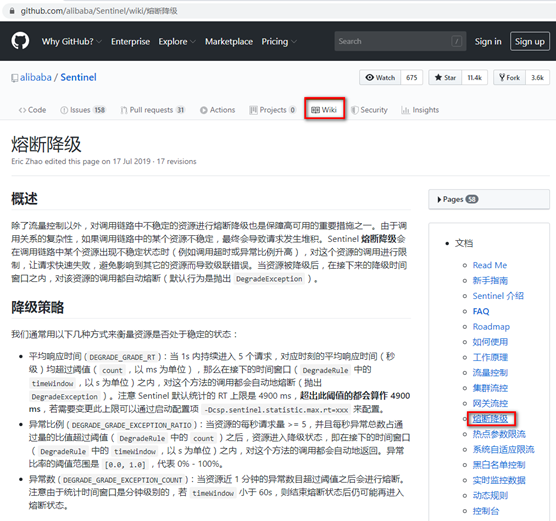 github.com/alibaba/Sentinel/wiki/熔断降级
Why GitHub? Enterprise Explore Marketplace Pricing Search / Sign in Sign up
alibaba / Sentinel Watch 675 Star 11.4k Fork 3.6k
Code Issues 158 Pull requests 31 Actions Projects 0 Wiki Security Insights
熔断降级
Eric Zhao edited this page on 17 Jul 2019 · 17 revisions
概述
除了流量控制以外，对调用链路中不稳定的资源进行熔断降级也是保障高可用的重要措施之一。由于调
用关系的复杂性，如果调用链路中的某个资源不稳定，最终会导致请求发生堆积。Sentinel 熔断降级会
在调用链路中某个资源出现不稳定状态时（例如调用超时或异常比例升高），对这个资源的调用进行限
制，让请求快速失败，避免影响到其它的资源而导致级联错误。当资源被降级后，在接下来的降级时间
窗口之内，对该资源的调用都自动熔断（默认行为是抛出 DegradeException）。
降级策略
我们通常用以下几种方式来衡量资源是否处于稳定的状态：
平均响应时间 (DEGRADE_GRADE_RT)：当 1s 内持续进入 5 个请求，对应时刻的平均响应时间（秒
级）均超过阈值（ count ，以 ms 为单位），那么在接下的时间窗口（ DegradeRule 中的
timeWindow ，以 s 为单位）之内，对这个方法的调用都会自动地熔断（抛出
DegradeException ）。注意 Sentinel 默认统计的 RT 上限是 4900 ms，超出此阈值的都会算作 4900
ms，若需要变更此上限可以通过启动配置项 -Dcsp.sentinel.statistic.max.rt=xxx 来配置。
异常比例 (DEGRADE_GRADE_EXCEPTION_RATIO)：当资源的每秒请求量 >= 5，并且每秒异常总数占通
过量的比值超过阈值（ DegradeRule 中的 count ）之后，资源进入降级状态，即在接下的时间窗口
（ DegradeRule 中的 timeWindow ，以 s 为单位）之内，对这个方法的调用都会自动地返回。异常
比率的阈值范围是 [0.0, 1.0]，代表 0% - 100%。
异常数 (DEGRADE_GRADE_EXCEPTION_COUNT)：当资源近 1 分钟的异常数目超过阈值之后会进行熔断。
注意由于统计时间窗口是分钟级别的，若 timeWindow 小于 60s，则结束熔断状态后仍可能再进入
熔断状态。
Pages 58
文档
Read Me
新手指南
Sentinel 介绍
FAQ
Roadmap
如何使用
工作原理
流量控制
集群流控
网关流控
熔断降级
热点参数限流
系统自适应限流
黑白名单控制
实时监控数据
动态规则
控制台